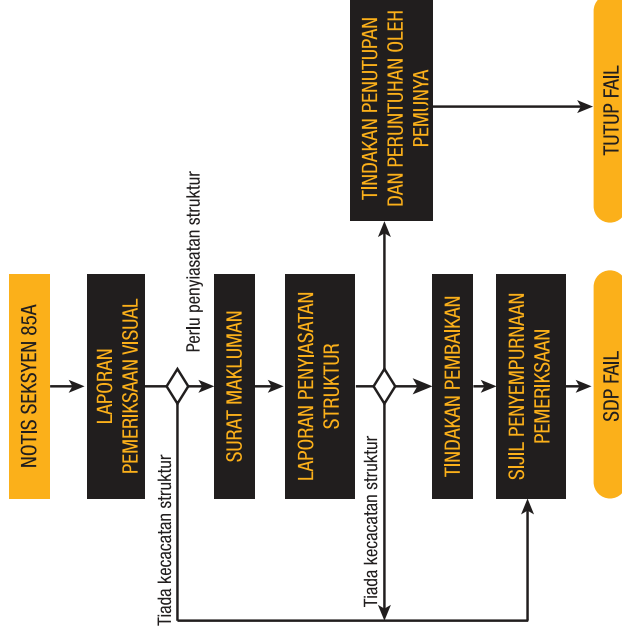 NOTIS SEKSYEN 85A
LAPORAN
PEMERIKSAAN VISUAL
Tiada kecacatan struktur
Perlu penyiasatan struktur
SURAT MAKLUMAN
LAPORAN PENYIASATAN
STRUKTUR
Tiada kecacatan struktur
TINDAKAN PENUTUPAN
DAN PERUNTUHAN OLEH
PEMUNYA
TINDAKAN PEMBAIKAN
SIJIL PENYEMPURNAAN
PEMERIKSAAN
SDP FAIL
TUTUP FAIL